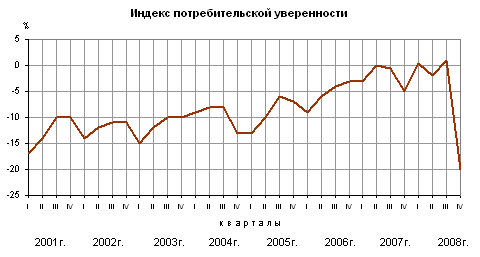 Индекс потребительской уверенности
%
5
0
-5
-10
-15
-20
-25
I II III IV I II III IV I II III IV I II III IV I II III IV I II III IV I II III IV I II III IV
кварталы
2001г. 2002г. 2003г. 2004г. 2005г. 2006г. 2007г. 2008г.